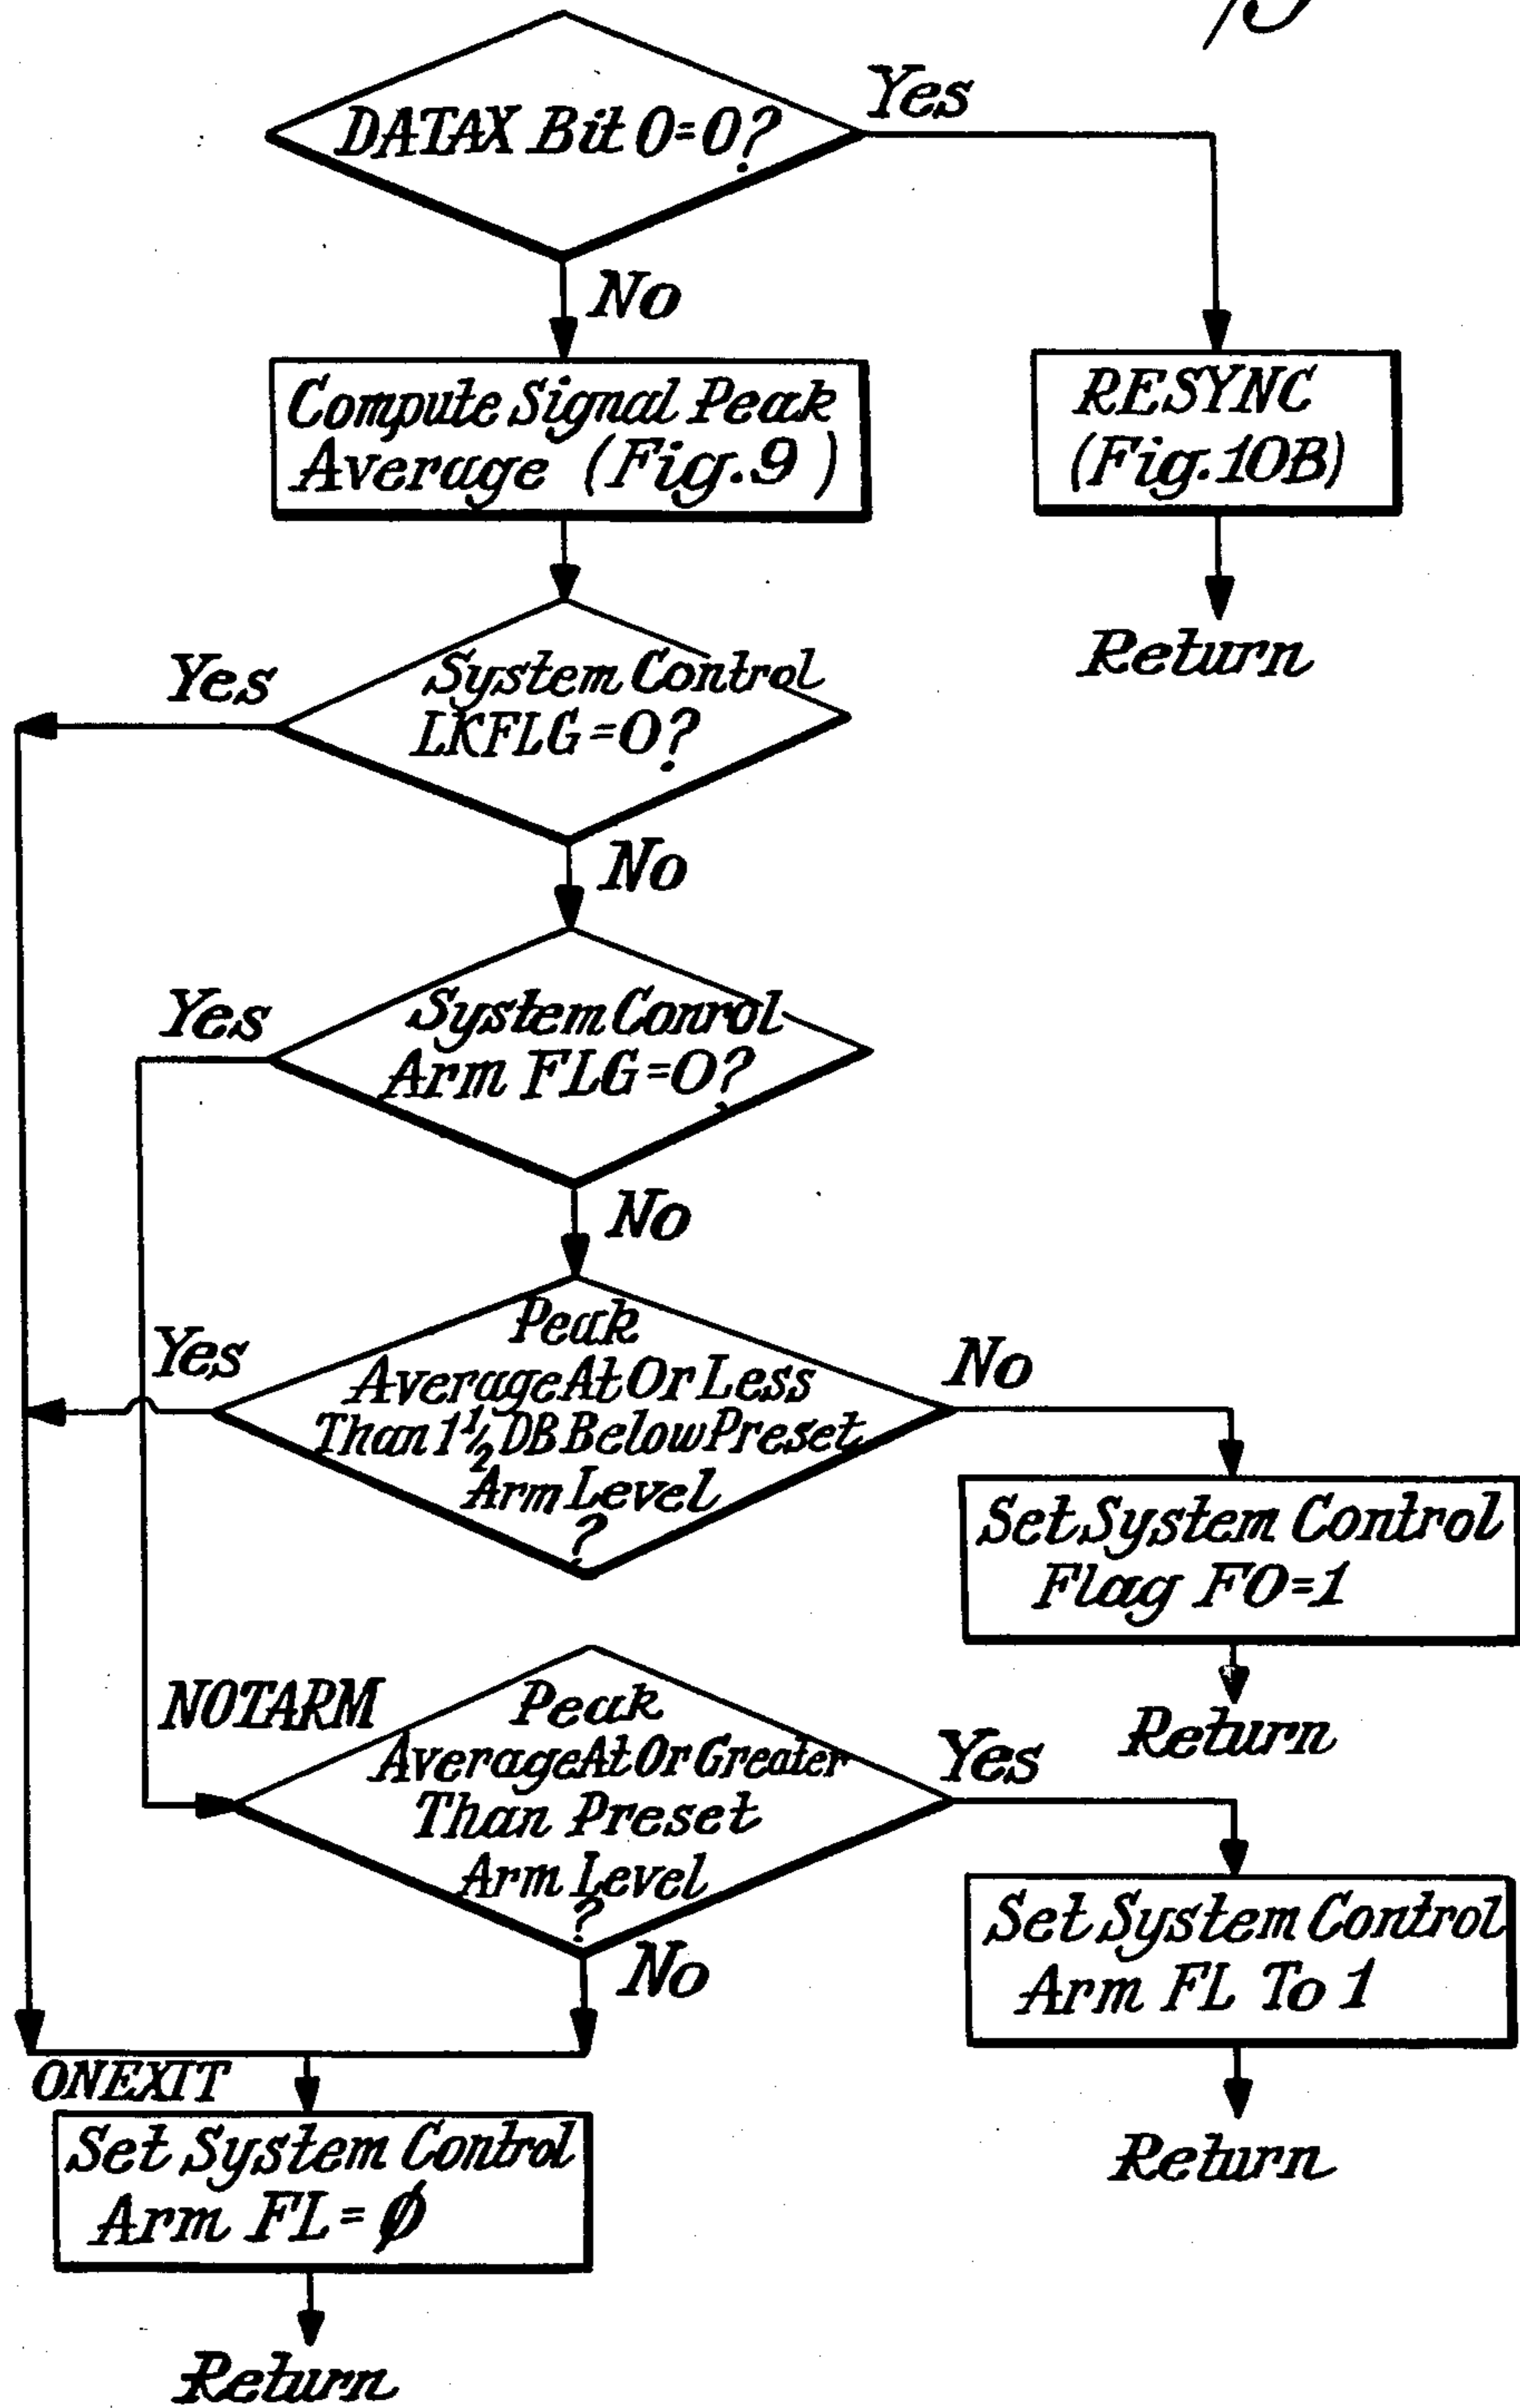 DATAX Bit 0=0?
Yes
No
Compute Signal Peak
Average (Fig.9)
RESYNC
(Fig.10B)
Return
Yes
System Control
LKFLG=0?
No
Yes
System Conrol
Arm FLG=0?
No
Yes
Peak
Average At Or Less
Than 1 1/2 DB Below Preset
Arm Level
?
No
Set System Control
Flag F0=1
Return
NOTARM
Peak
Average At Or Greater
Than Preset
Arm Level
?
Yes
No
Set System Control
Arm FL To 1
Return
ONEXIT
Set System Control
Arm FL=Ø
Return